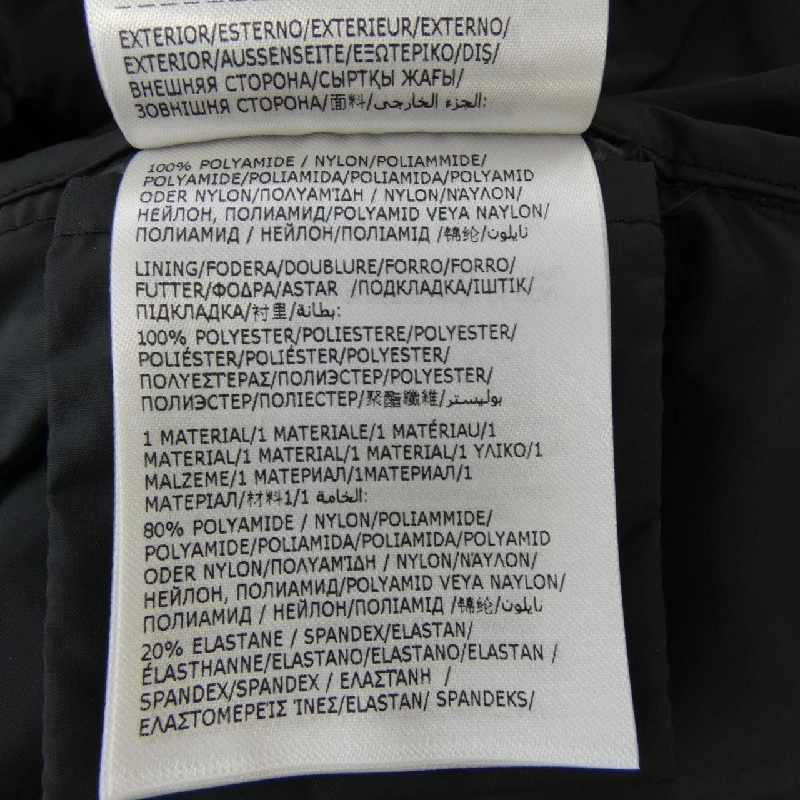 EXTERIOR/ESTERNO/EXTERIEUR/EXTERNO/
EXTERIOR/AUSSENSEITE/ΕΞΩΤΕΡΙΚΟ/DIŞ/
ВНЕШНЯЯ СТОРОНА/СЫРТҚЫ ЖАҒЫ/
ЗОВНІШНЯ СТОРОНА/面料/الجزء الخارجي:
100% POLYAMIDE / NYLON/POLIAMMIDE/
POLYAMIDE/POLIAMIDA/POLIAMIDA/POLYAMID
ODER NYLON/ΠΟΛΥΑΜΊΔΗ / NYLON/ΝΆΥΛΟΝ/
НЕЙЛОН, ПОЛИАМИД/POLYAMID VEYA NAYLON/
ПОЛИАМИД / НЕЙЛОН/ПОЛІАМІД /锦纶/نايلون
LINING/FODERA/DOUBLURE/FORRO/FORRO/
FUTTER/ΦΟΔΡΑ/ASTAR /ПОДКЛАДКА/ІШТІК/
ПІДКЛАДКА/衬里/بطانة:
100% POLYESTER/POLIESTERE/POLYESTER/
POLIÉSTER/POLIÉSTER/POLYESTER/
ΠΟΛΥΕΣΤΕΡΑΣ/ПОЛИЭСТЕР/POLYESTER/
ПОЛИЭСТЕР/ПОЛІЕСТЕР/聚酯纖維/بوليستر
1 MATERIAL/1 MATERIALE/1 MATÉRIAU/1
MATERIAL/1 MATERIAL/1 MATERIAL/1 ΥΛΙΚΟ/1
MALZEME/1 МАТЕРИАЛ/1МАТЕРИАЛ/1
МАТЕРІАЛ/材料1/1 الخامة:
80% POLYAMIDE / NYLON/POLIAMMIDE/
POLYAMIDE/POLIAMIDA/POLIAMIDA/POLYAMID
ODER NYLON/ΠΟΛΥΑΜΊΔΗ / NYLON/ΝΆΥΛΟΝ/
НЕЙЛОН, ПОЛИАМИД/POLYAMID VEYA NAYLON/
ПОЛИАМИД / НЕЙЛОН/ПОЛІАМІД /锦纶/نايلون
20% ELASTANE / SPANDEX/ELASTAN/
ÉLASTHANNE/ELASTANO/ELASTANO/ELASTAN /
SPANDEX/SPANDEX / ΕΛΑΣΤΆΝΗ /
ΕΛΑΣΤΟΜΕΡΕΊΣ ΊΝΕΣ/ELASTAN/ SPANDEKS/